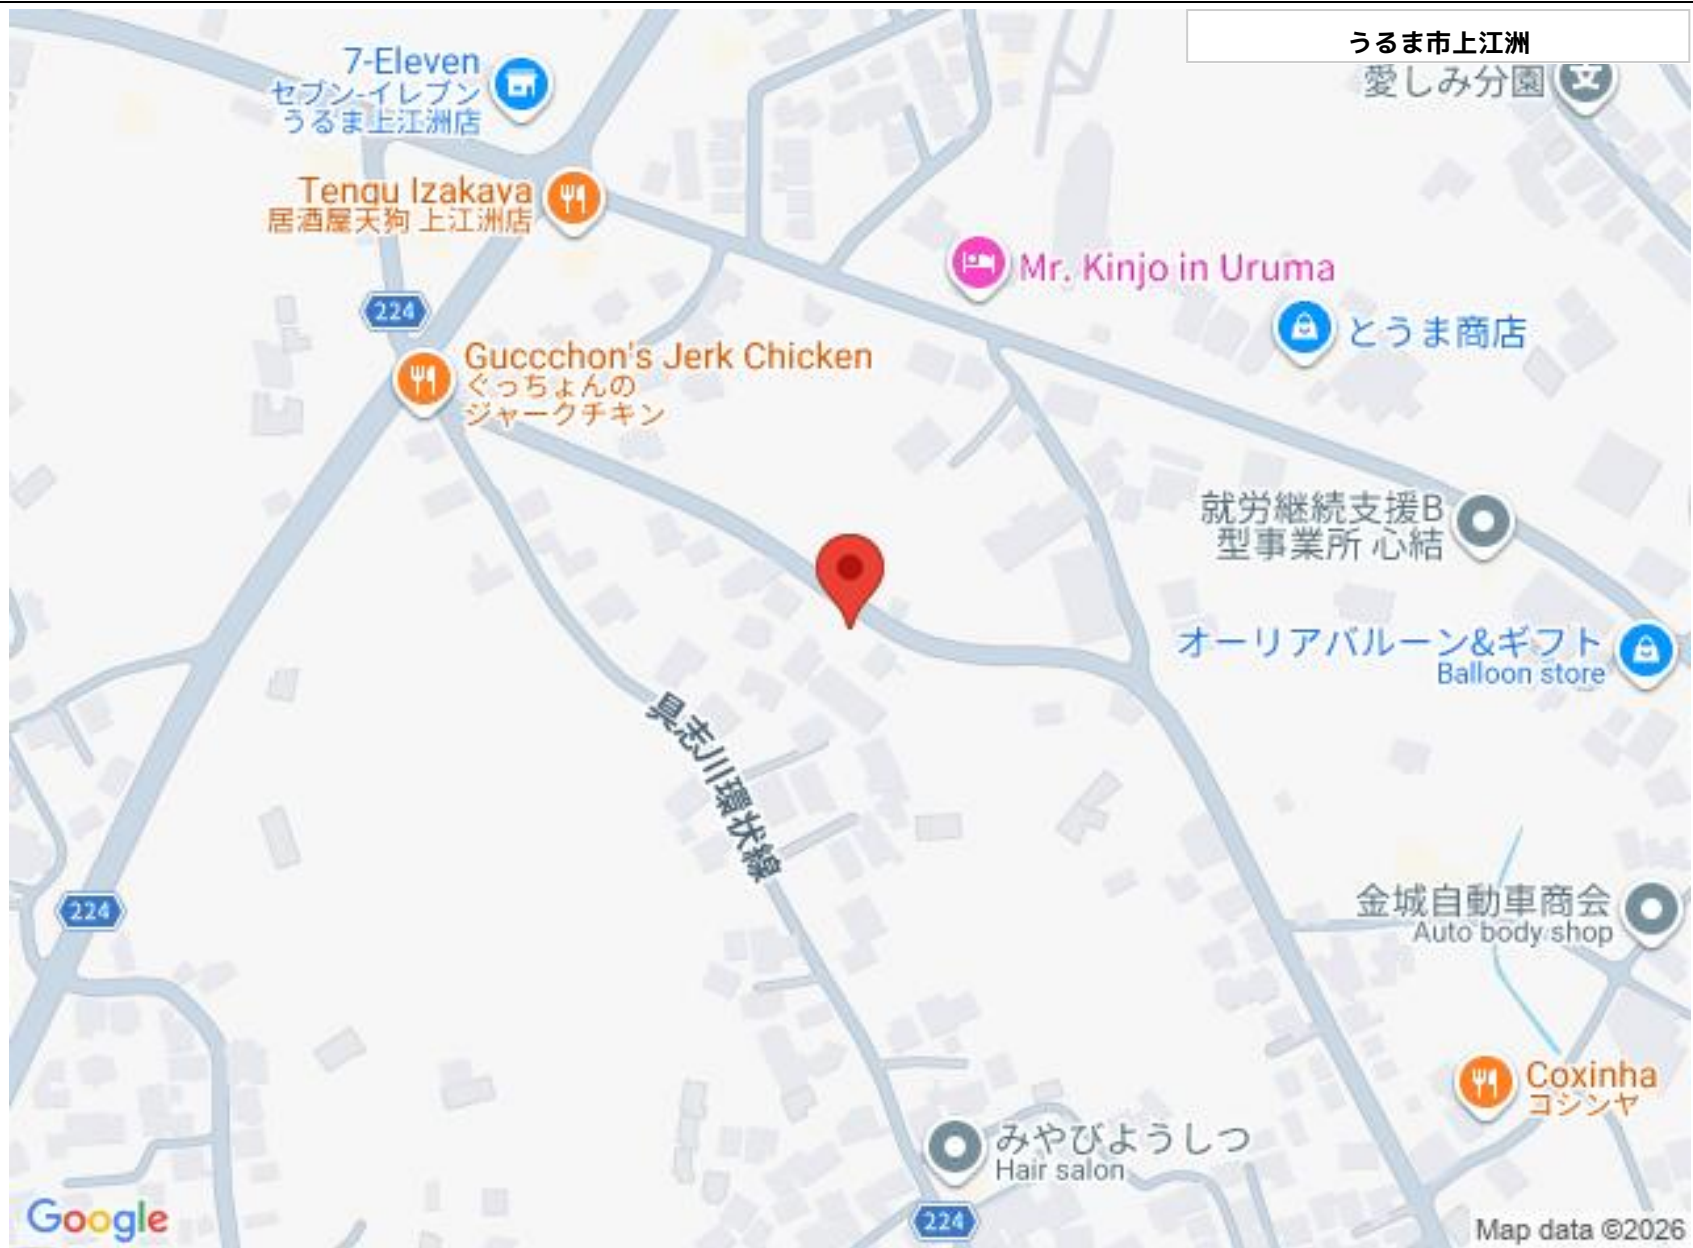 うるま市上江洲
7-Eleven
セブン-イレブン
うるま上江洲店
愛しみ分園
Tengu Izakaya
居酒屋天狗 上江洲店
Mr. Kinjo in Uruma
224
とうま商店
Guccchon's Jerk Chicken
ぐっちょんの
ジャークチキン
就労継続支援B
型事業所 心結
オーリアバルーン&ギフト
Balloon store
具志川環状線
224
金城自動車商会
Auto body shop
Coxinha
コシンヤ
みやびようしつ
Hair salon
224
Google
Map data ©2026